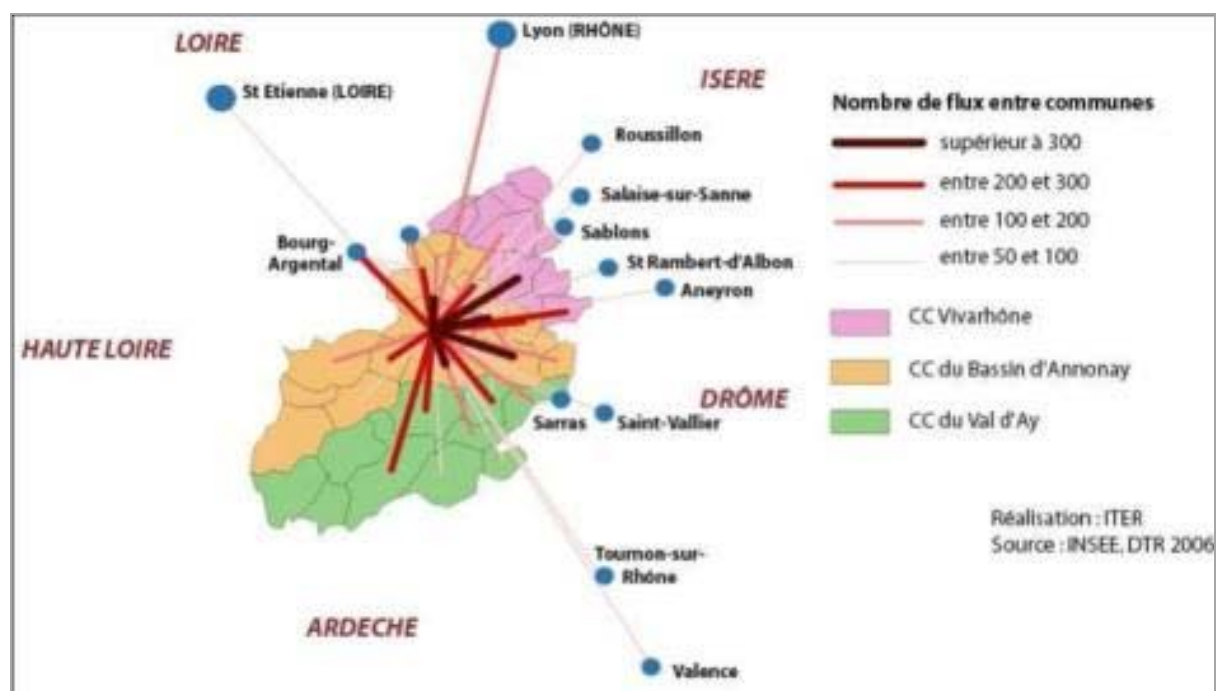 LOIRE
Lyon (RHÔNE)
ISERE
St Etienne (LOIRE)
Roussillon
Salaise-sur-Sanne
Sablons
Bourg-
Argental
St Rambert-d'Albon
Aneyron
HAUTE LOIRE
DRÔME
Sarras
Saint-Vallier
Tournon-sur-
Rhône
ARDECHE
Valence
Nombre de flux entre communes
supérieur à 300
entre 200 et 300
entre 100 et 200
entre 50 et 100
CC Vivarhône
CC du Bassin d'Annonay
CC du Val d'Ay
Réalisation : ITER
Source : INSEE, DTR 2006